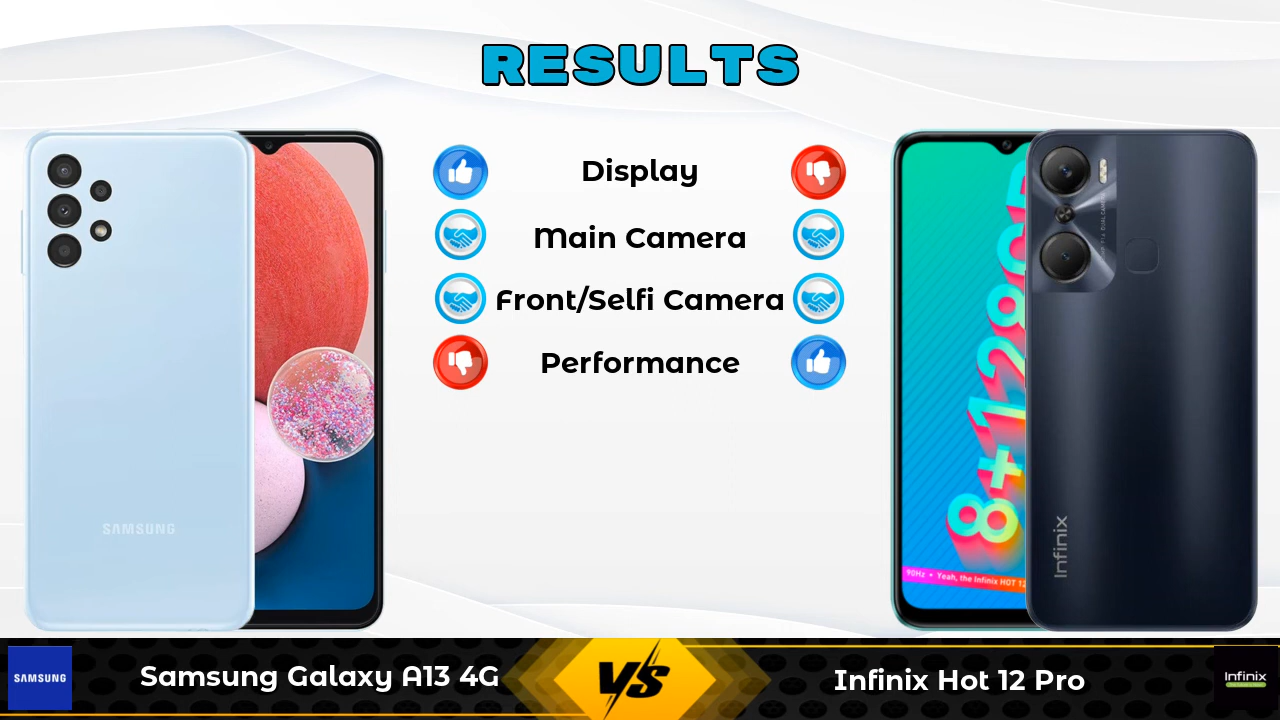 RESULTS
Display
Main Camera
Front/Selfi Camera
Performance
SAMSUNG
8+128GB
90Hz • Yeah, the Infinix HOT 12
Infinix
SAMSUNG
Samsung Galaxy A13 4G
VS
Infinix Hot 12 Pro
Infinix